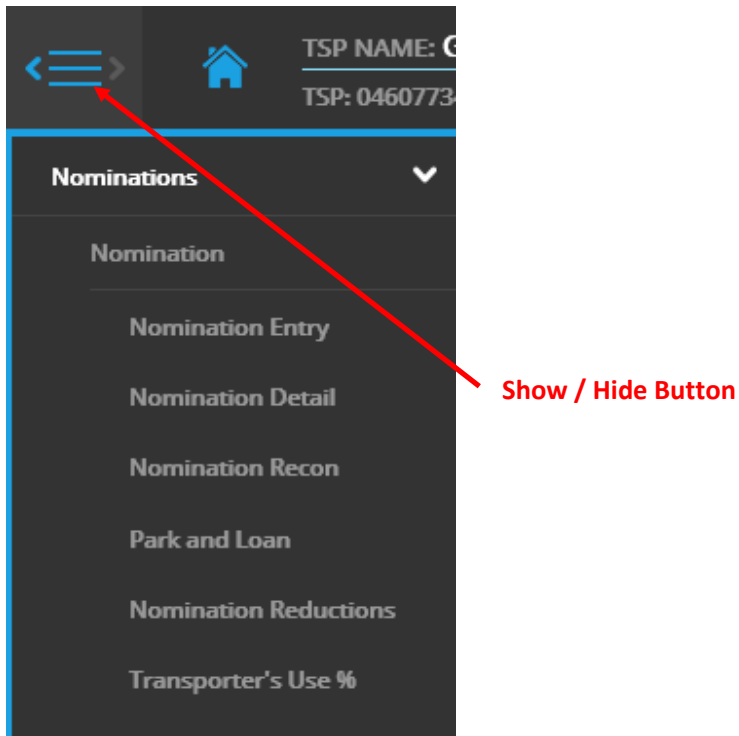 TSP NAME: G
TSP: 0460773
Nominations
Nomination
Nomination Entry
Nomination Detail
Show / Hide Button
Nomination Recon
Park and Loan
Nomination Reductions
Transporter's Use %